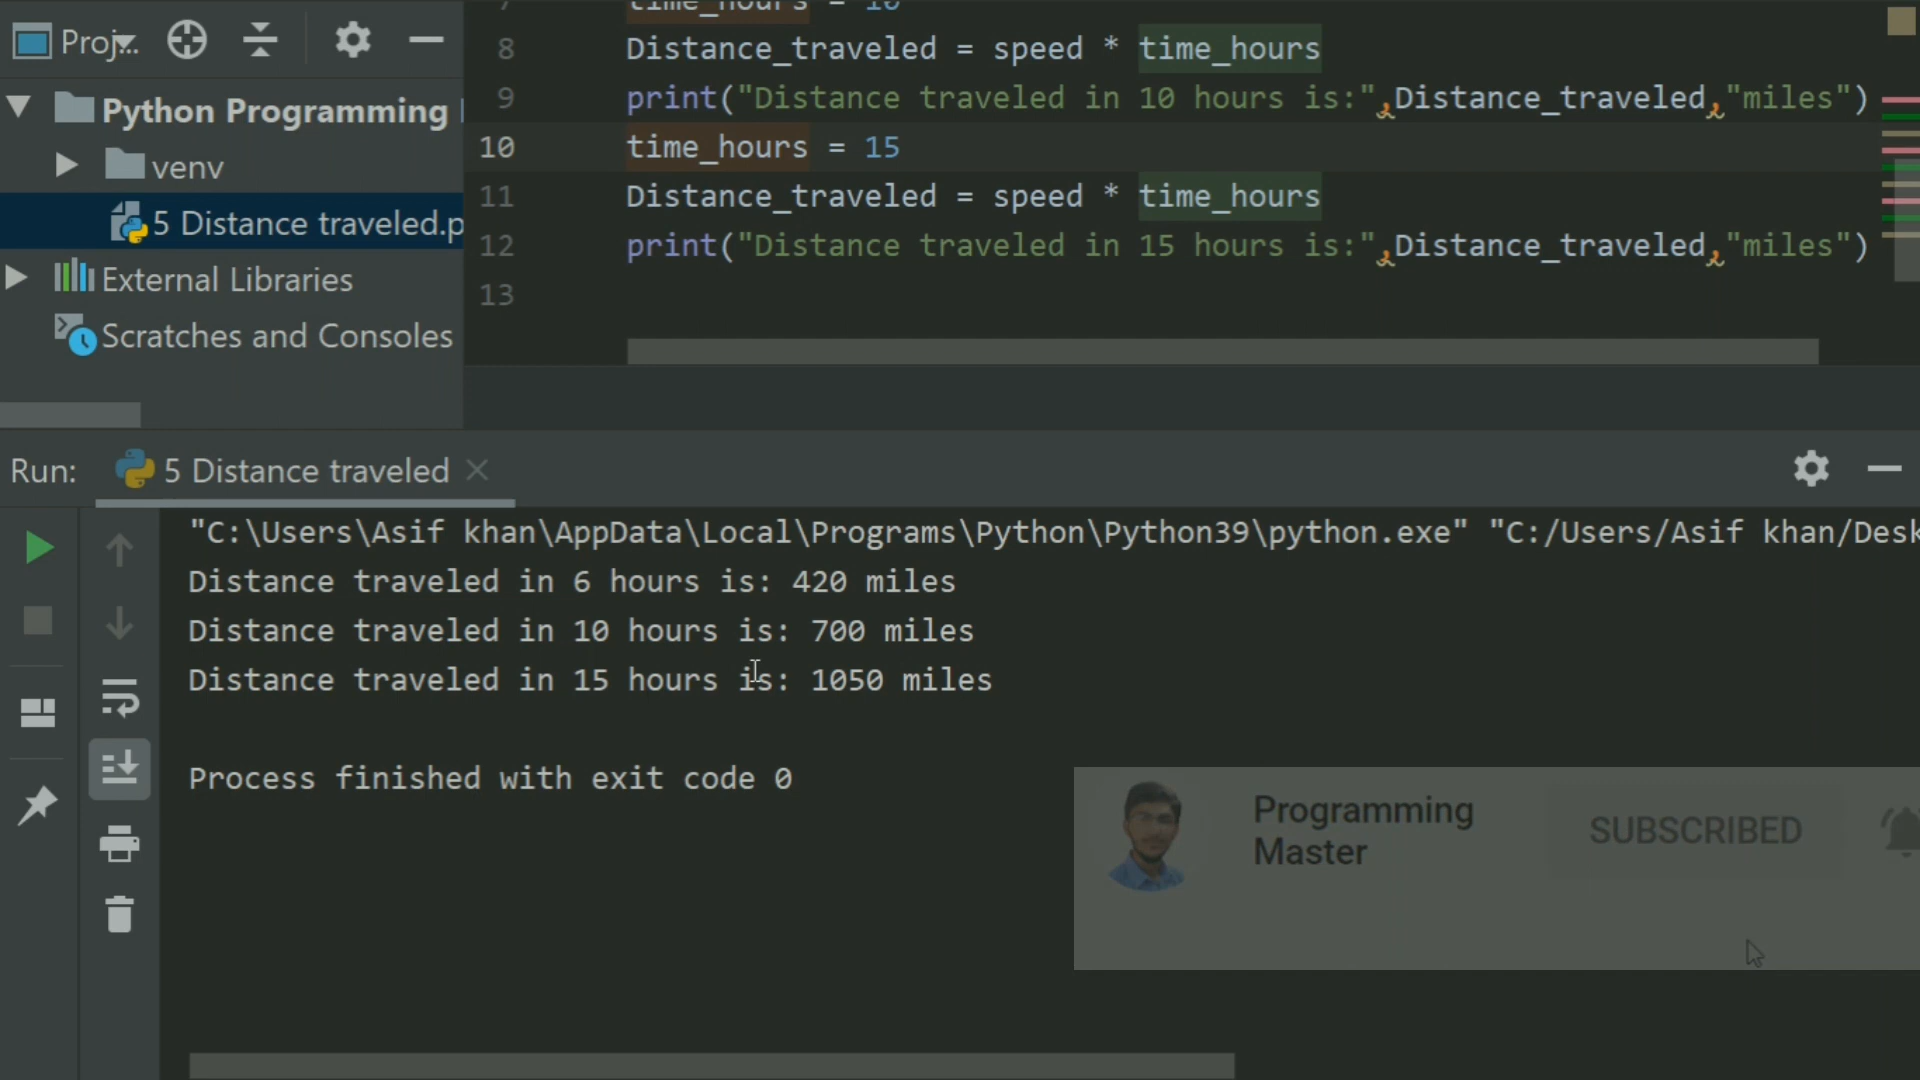 Proj...
Python Programming
venv
5 Distance traveled.p
External Libraries
Scratches and Consoles
7 time_hours = 10
8 Distance_traveled = speed * time_hours
9 print("Distance traveled in 10 hours is:",Distance_traveled,"miles")
10 time_hours = 15
11 Distance_traveled = speed * time_hours
12 print("Distance traveled in 15 hours is:",Distance_traveled,"miles")
13
Run: 5 Distance traveled
"C:\Users\Asif khan\AppData\Local\Programs\Python\Python39\python.exe" "C:/Users/Asif khan/Desk
Distance traveled in 6 hours is: 420 miles
Distance traveled in 10 hours is: 700 miles
Distance traveled in 15 hours is: 1050 miles
Process finished with exit code 0
Programming
Master
SUBSCRIBED